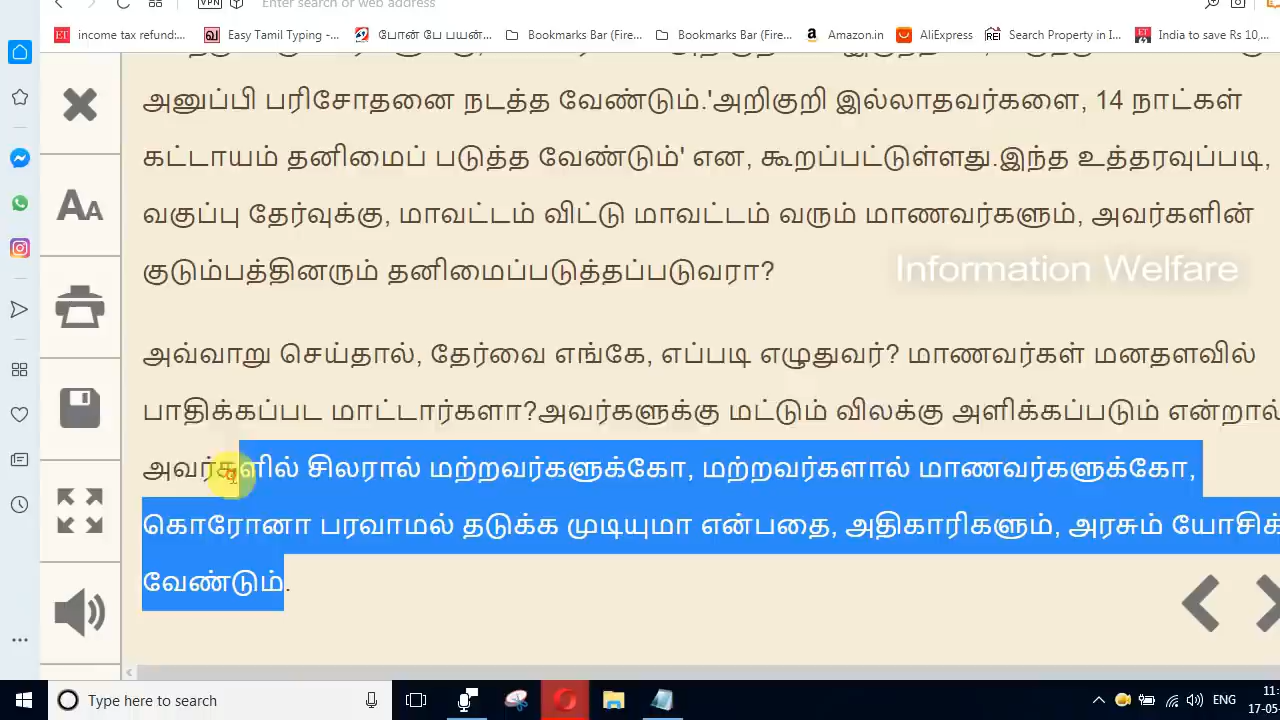 VPN
Enter search or web address
income tax refund:...
Easy Tamil Typing -...
போன் பே பயன்...
Bookmarks Bar (Fire...
Bookmarks Bar (Fire...
Amazon.in
AliExpress
Search Property in I...
India to save Rs 10,...
அனுப்பி பரிசோதனை நடத்த வேண்டும்.'அறிகுறி இல்லாதவர்களை, 14 நாட்கள்
கட்டாயம் தனிமைப் படுத்த வேண்டும்' என, கூறப்பட்டுள்ளது.இந்த உத்தரவுப்படி,
வகுப்பு தேர்வுக்கு, மாவட்டம் விட்டு மாவட்டம் வரும் மாணவர்களும், அவர்களின்
குடும்பத்தினரும் தனிமைப்படுத்தப்படுவரா?
Information Welfare
அவ்வாறு செய்தால், தேர்வை எங்கே, எப்படி எழுதுவர்? மாணவர்கள் மனதளவில்
பாதிக்கப்பட மாட்டார்களா?அவர்களுக்கு மட்டும் விலக்கு அளிக்கப்படும் என்றால்
அவர்களில் சிலரால் மற்றவர்களுக்கோ, மற்றவர்களால் மாணவர்களுக்கோ,
கொரோனா பரவாமல் தடுக்க முடியுமா என்பதை, அதிகாரிகளும், அரசும் யோசிக்
வேண்டும்.
AA
Type here to search
ENG
11:
17-05-